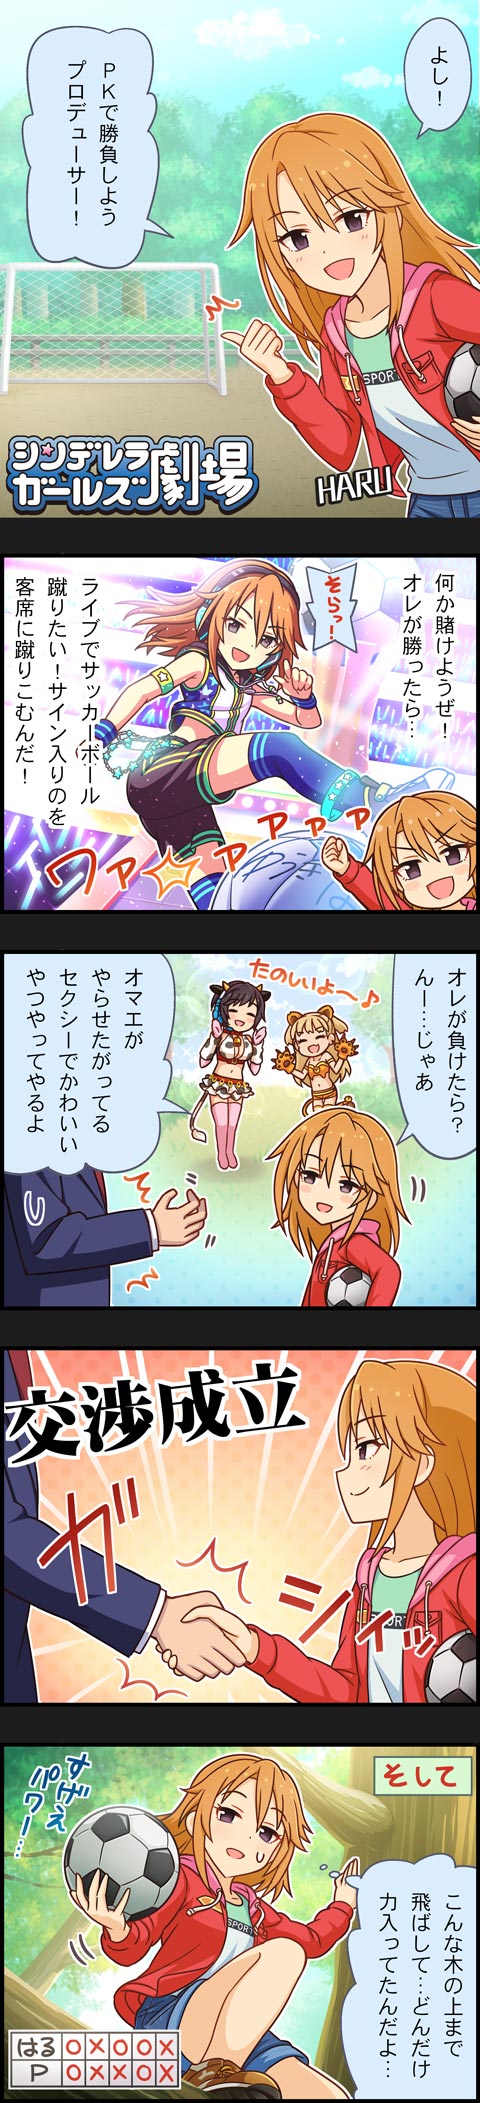 よし！
ＰＫで勝負しよう
プロデューサー！
SPORT
シンデレラ
ガールズ劇場
HARU
何か賭けようぜ！
オレが勝ったら…
そらっ！
ライブでサッカーボール
蹴りたい！サイン入りのを
客席に蹴りこむんだ！
ワァーァァァァ
オレが負けたら？
んー…じゃあ
たのしいよ〜♪
オマエが
やらせたがってる
セクシーでかわいい
やつやってやるよ
交渉成立
ガシィッ
SPORT
そして
すげえ
パワー…
こんな木の上まで
飛ばして…どんだけ
力入ってたんだよ…
SPORT
はる O X O O X
P O X X O X